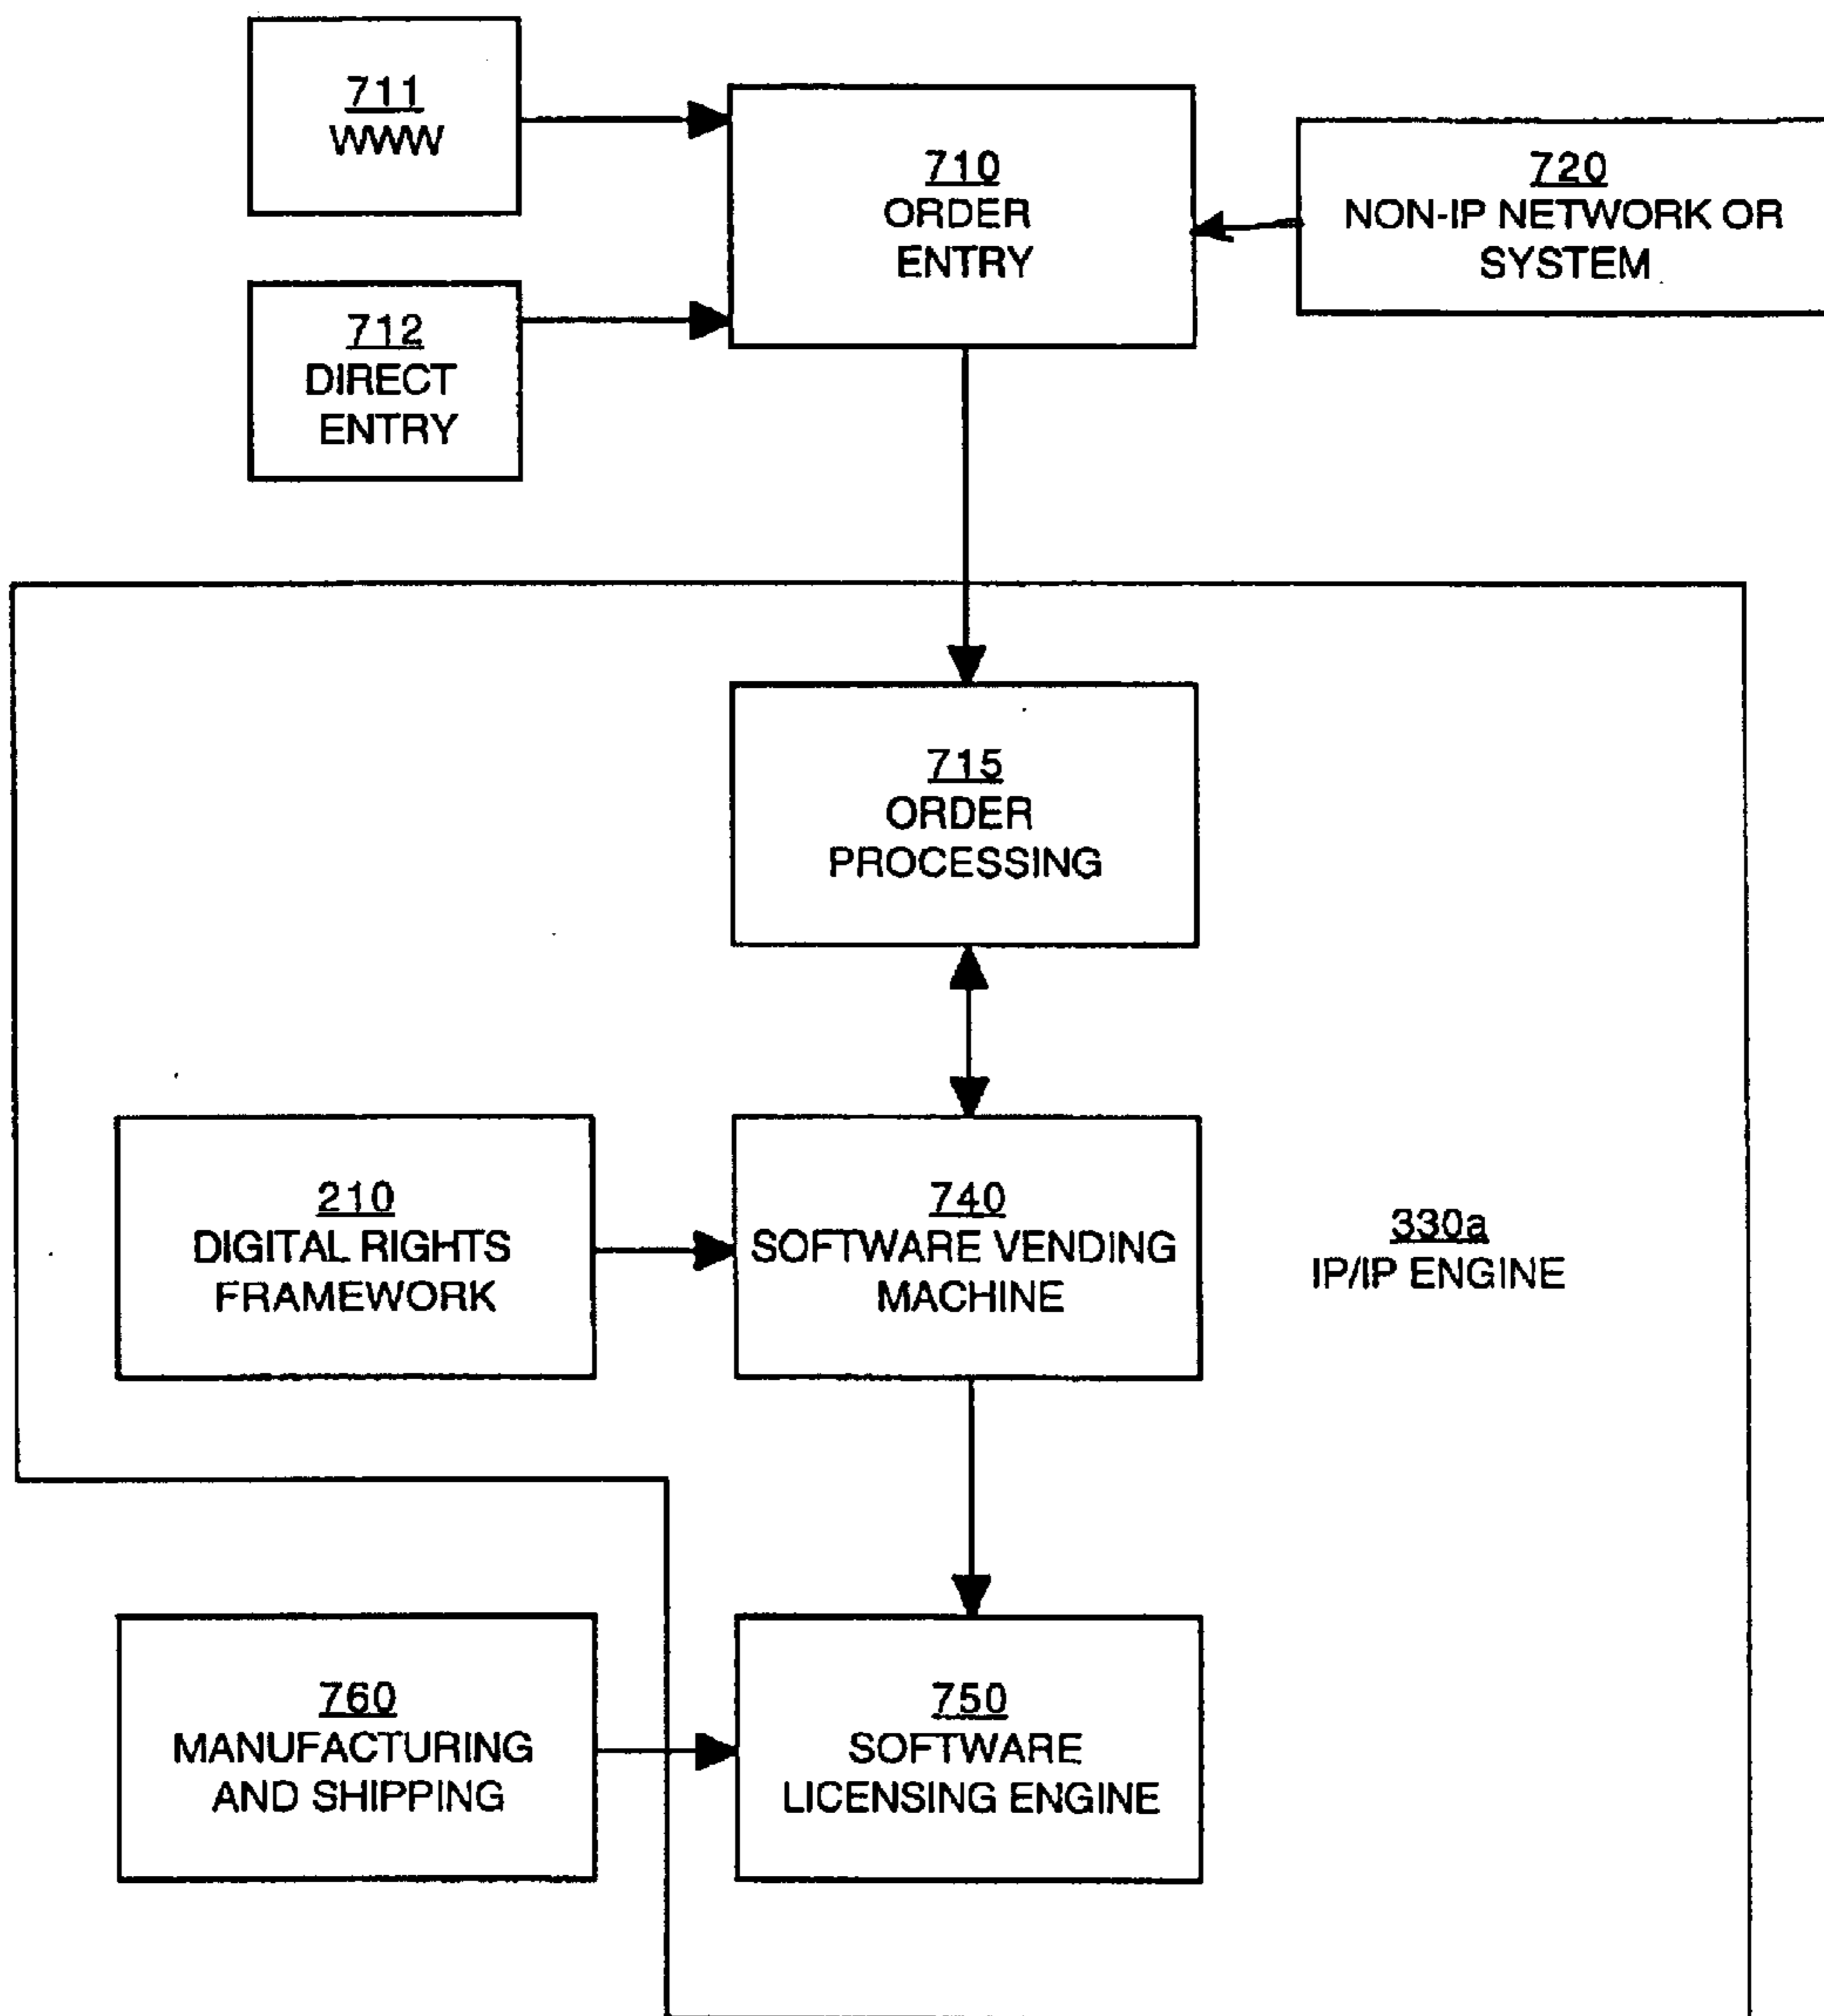 711
WWW
710
ORDER
ENTRY
720
NON-IP NETWORK OR
SYSTEM
712
DIRECT
ENTRY
715
ORDER
PROCESSING
210
DIGITAL RIGHTS
FRAMEWORK
740
SOFTWARE VENDING
MACHINE
330a
IP/IP ENGINE
760
MANUFACTURING
AND SHIPPING
750
SOFTWARE
LICENSING ENGINE